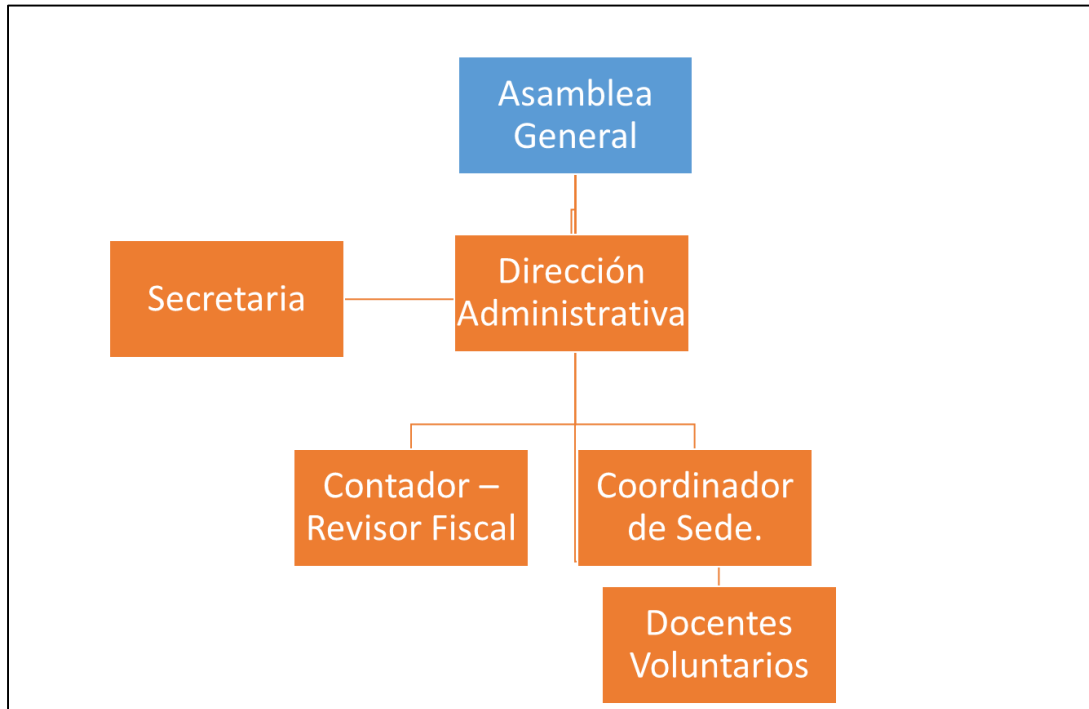 Asamblea
General
Secretaria
Dirección
Administrativa
Contador –
Revisor Fiscal
Coordinador
de Sede.
Docentes
Voluntarios